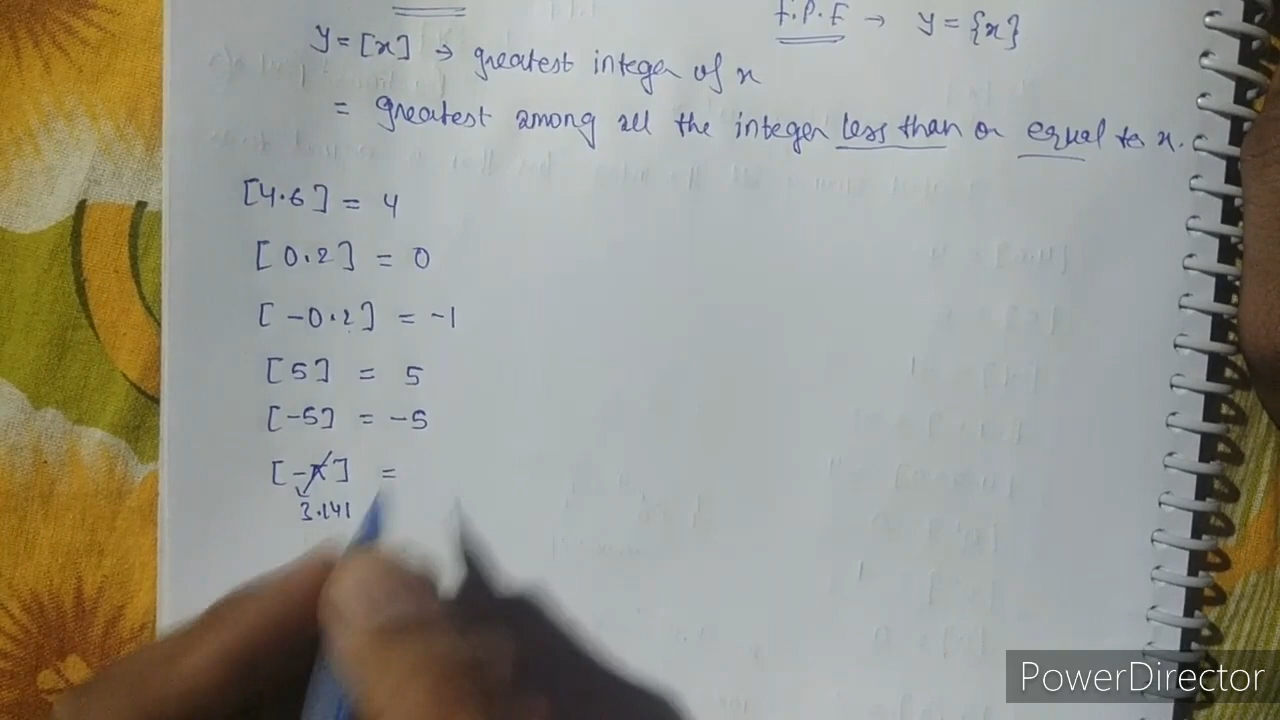 f.P.F → y = {x}
y = [x] → greatest integer of x
= greatest among all the integer less than or equal to x.
[4.6] = 4
[0.2] = 0
[-0.2] = -1
[5] = 5
[-5] = -5
[-π] =
3.141
PowerDirector